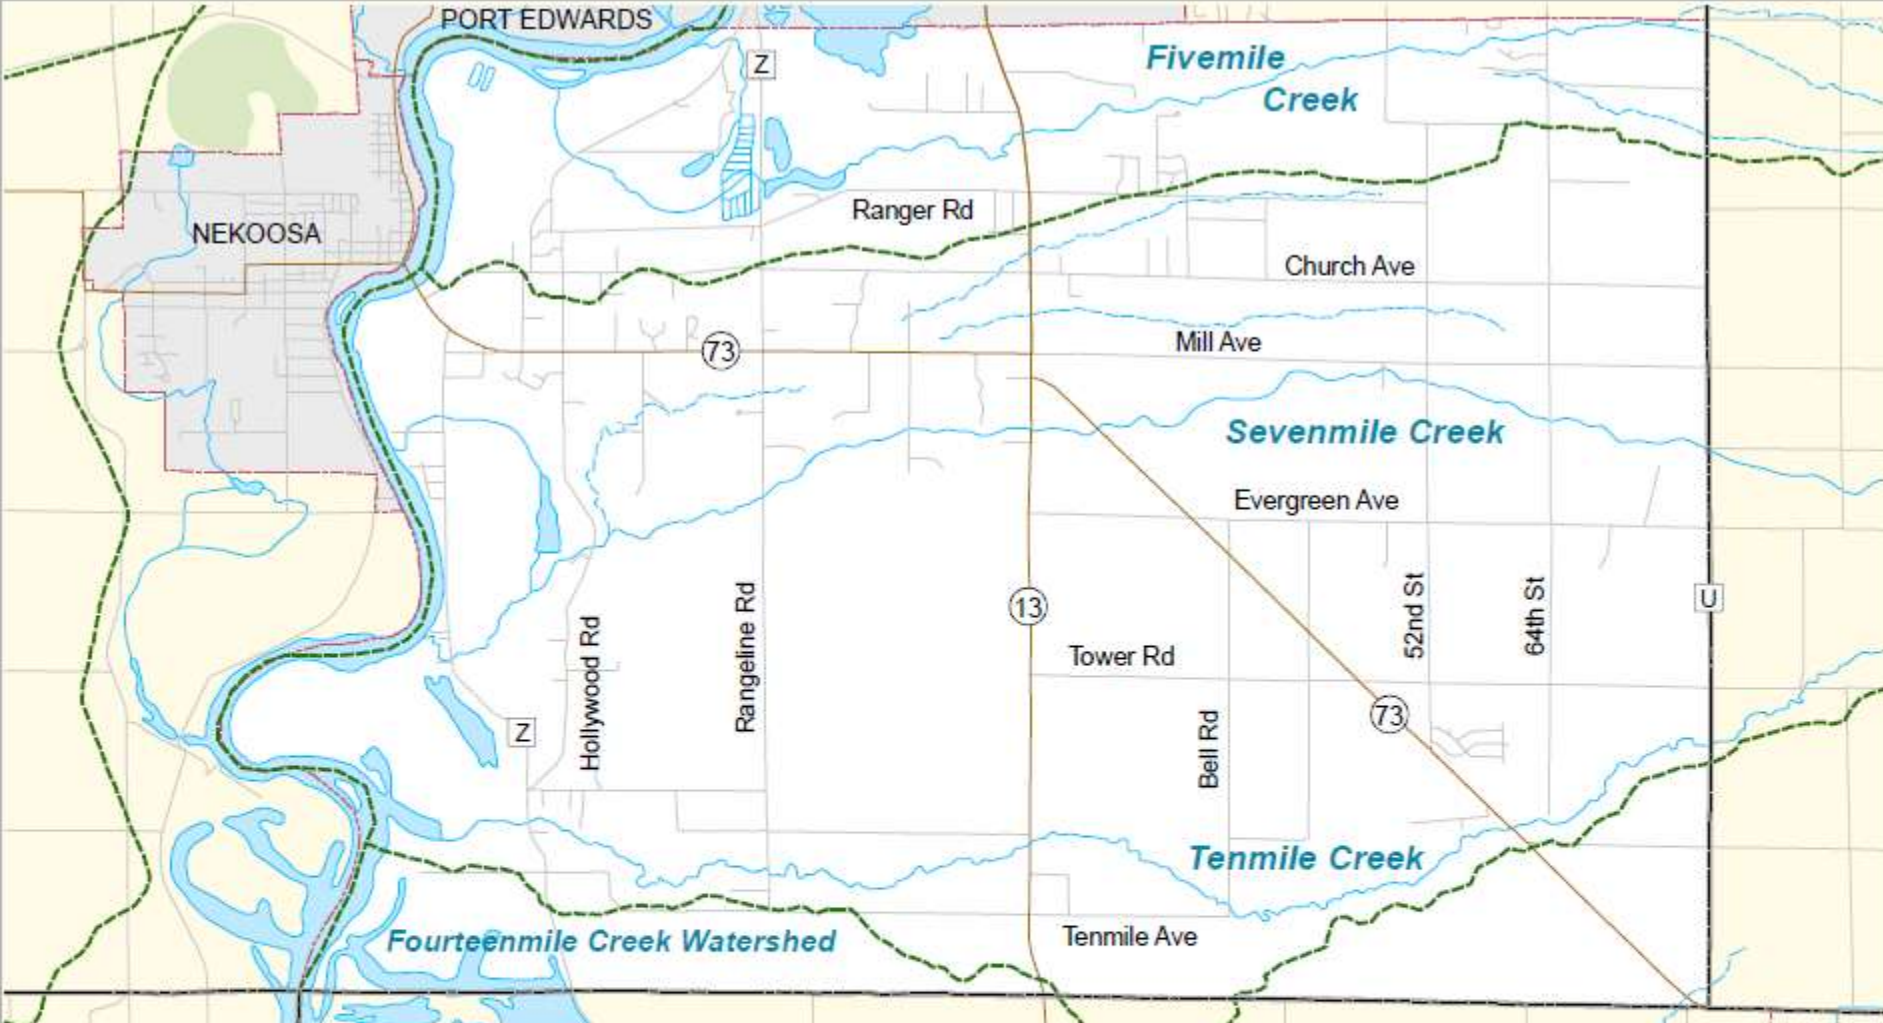 PORT EDWARDS
Z
Fivemile
Creek
NEKOOSA
Ranger Rd
Church Ave
73
Mill Ave
Sevenmile Creek
Evergreen Ave
Hollywood Rd
Rangeline Rd
13
52nd St
64th St
U
Tower Rd
Z
Bell Rd
73
Tenmile Creek
Fourteenmile Creek Watershed
Tenmile Ave